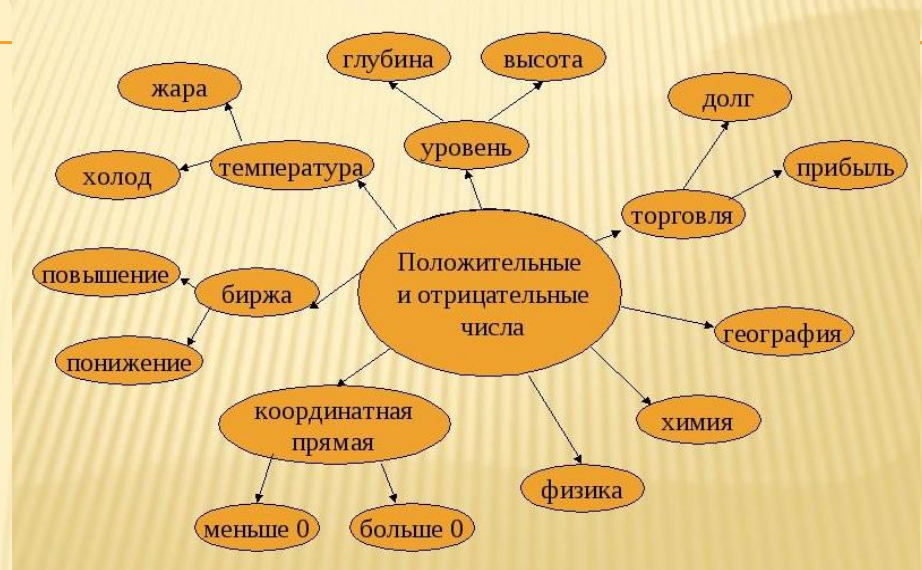 глубина
высота
жара
долг
уровень
холод
температура
прибыль
торговля
Положительные
и отрицательные
числа
повышение
биржа
география
понижение
координатная
прямая
химия
физика
меньше 0
больше 0